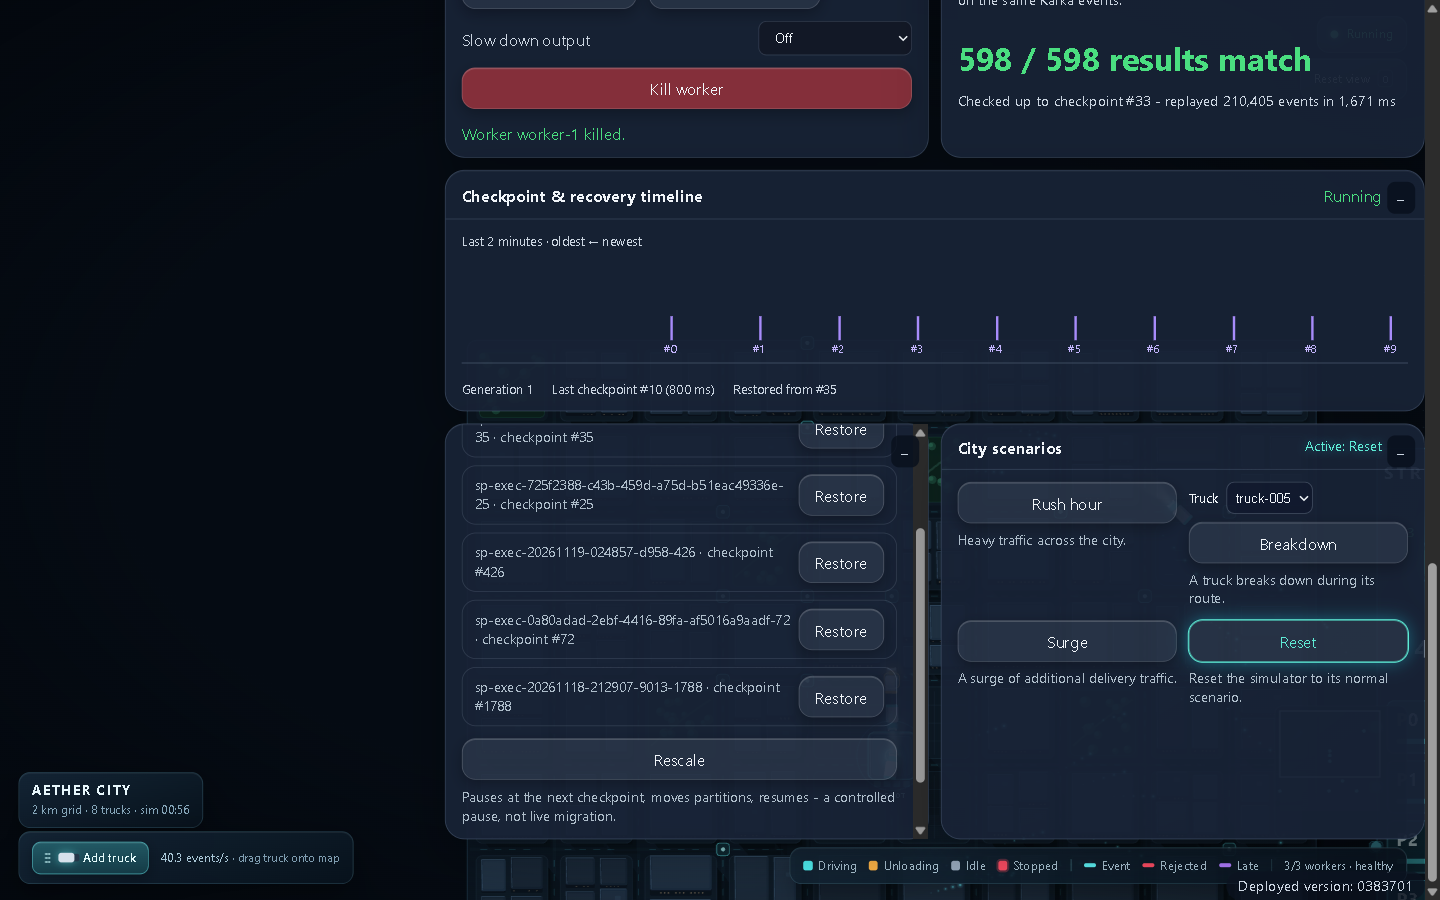 Slow down output
Off
Kill worker
Worker worker-1 killed.
on the same Kafka events.
Running
598 / 598 results match
Reset view
Checked up to checkpoint #33 - replayed 210,405 events in 1,671 ms
Checkpoint & recovery timeline
Running
–
Last 2 minutes · oldest ← newest
#0 #1 #2 #3 #4 #5 #6 #7 #8 #9
Generation 1 Last checkpoint #10 (800 ms) Restored from #35
35 · checkpoint #35
Restore
–
sp-exec-725f2388-c43b-459d-a75d-b51eac49336e-
25 · checkpoint #25
Restore
sp-exec-20261119-024857-d958-426 · checkpoint
#426
Restore
sp-exec-0a80adad-2ebf-4416-89fa-af5016a9aadf-72
· checkpoint #72
Restore
sp-exec-20261118-212907-9013-1788 · checkpoint
#1788
Restore
Rescale
Pauses at the next checkpoint, moves partitions, resumes - a controlled
pause, not live migration.
City scenarios
Active: Reset
–
Rush hour
Heavy traffic across the city.
Truck truck-005
Breakdown
A truck breaks down during its
route.
Surge
A surge of additional delivery traffic.
Reset
Reset the simulator to its normal
scenario.
AETHER CITY
2 km grid · 8 trucks · sim 00:56
Add truck
40.3 events/s · drag truck onto map
P2
Driving Unloading Idle Stopped Event Rejected Late 3/3 workers · healthy
Deployed version: 0383701